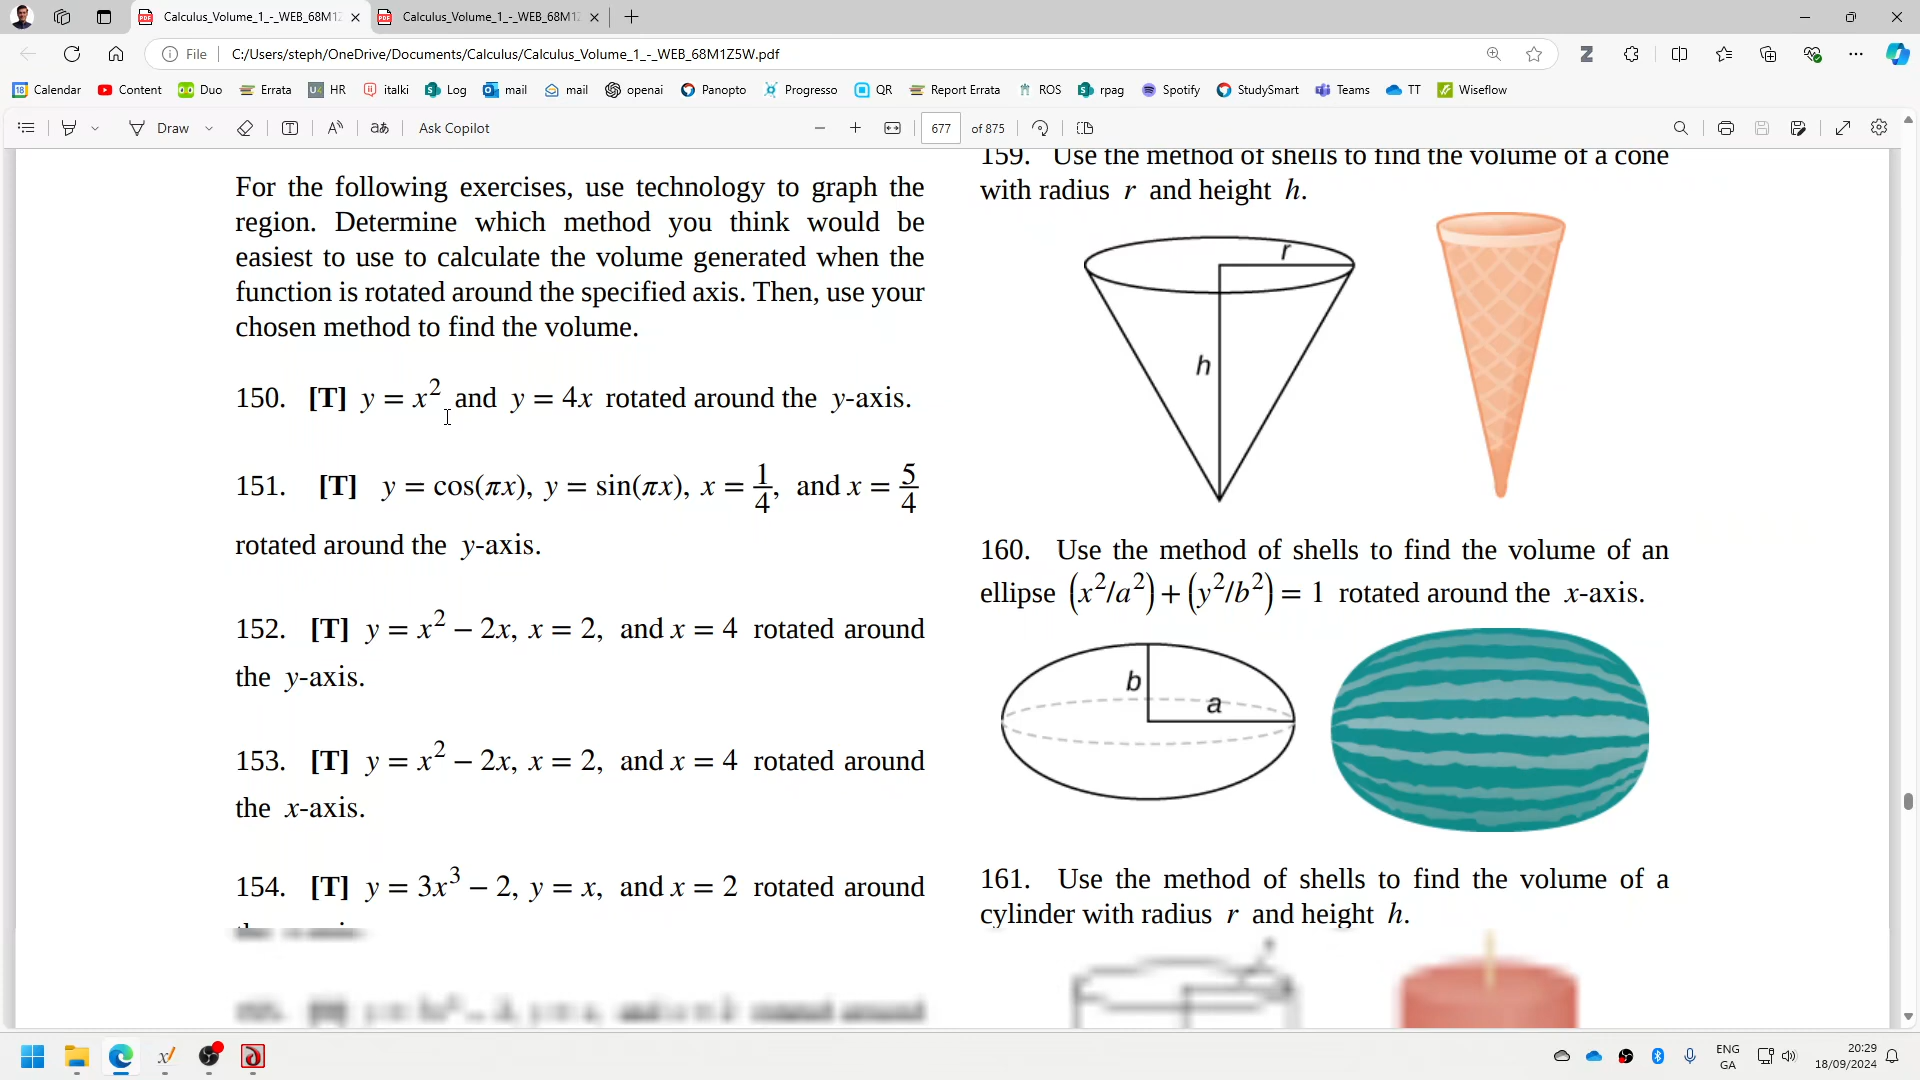 Calculus_Volume_1_-_WEB_68M1Z
Calculus_Volume_1_-_WEB_68M1Z
File
C:/Users/steph/OneDrive/Documents/Calculus/Calculus_Volume_1_-_WEB_68M1Z5W.pdf
Calendar Content Duo Errata HR italki Log mail mail openai Panopto Progresso QR Report Errata ROS rpag Spotify StudySmart Teams TT Wiseflow
Draw Ask Copilot 677 of 875
For the following exercises, use technology to graph the
region. Determine which method you think would be
easiest to use to calculate the volume generated when the
function is rotated around the specified axis. Then, use your
chosen method to find the volume.
150. [T] y = x² and y = 4x rotated around the y-axis.
151. [T] y = cos(πx), y = sin(πx), x = 1/4, and x = 5/4
rotated around the y-axis.
152. [T] y = x² − 2x, x = 2, and x = 4 rotated around
the y-axis.
153. [T] y = x² − 2x, x = 2, and x = 4 rotated around
the x-axis.
154. [T] y = 3x³ − 2, y = x, and x = 2 rotated around
159. Use the method of shells to find the volume of a cone
with radius r and height h.
r
h
160. Use the method of shells to find the volume of an
ellipse (x²/a²) + (y²/b²) = 1 rotated around the x-axis.
b
a
161. Use the method of shells to find the volume of a
cylinder with radius r and height h.
ENG
GA
20:29
18/09/2024